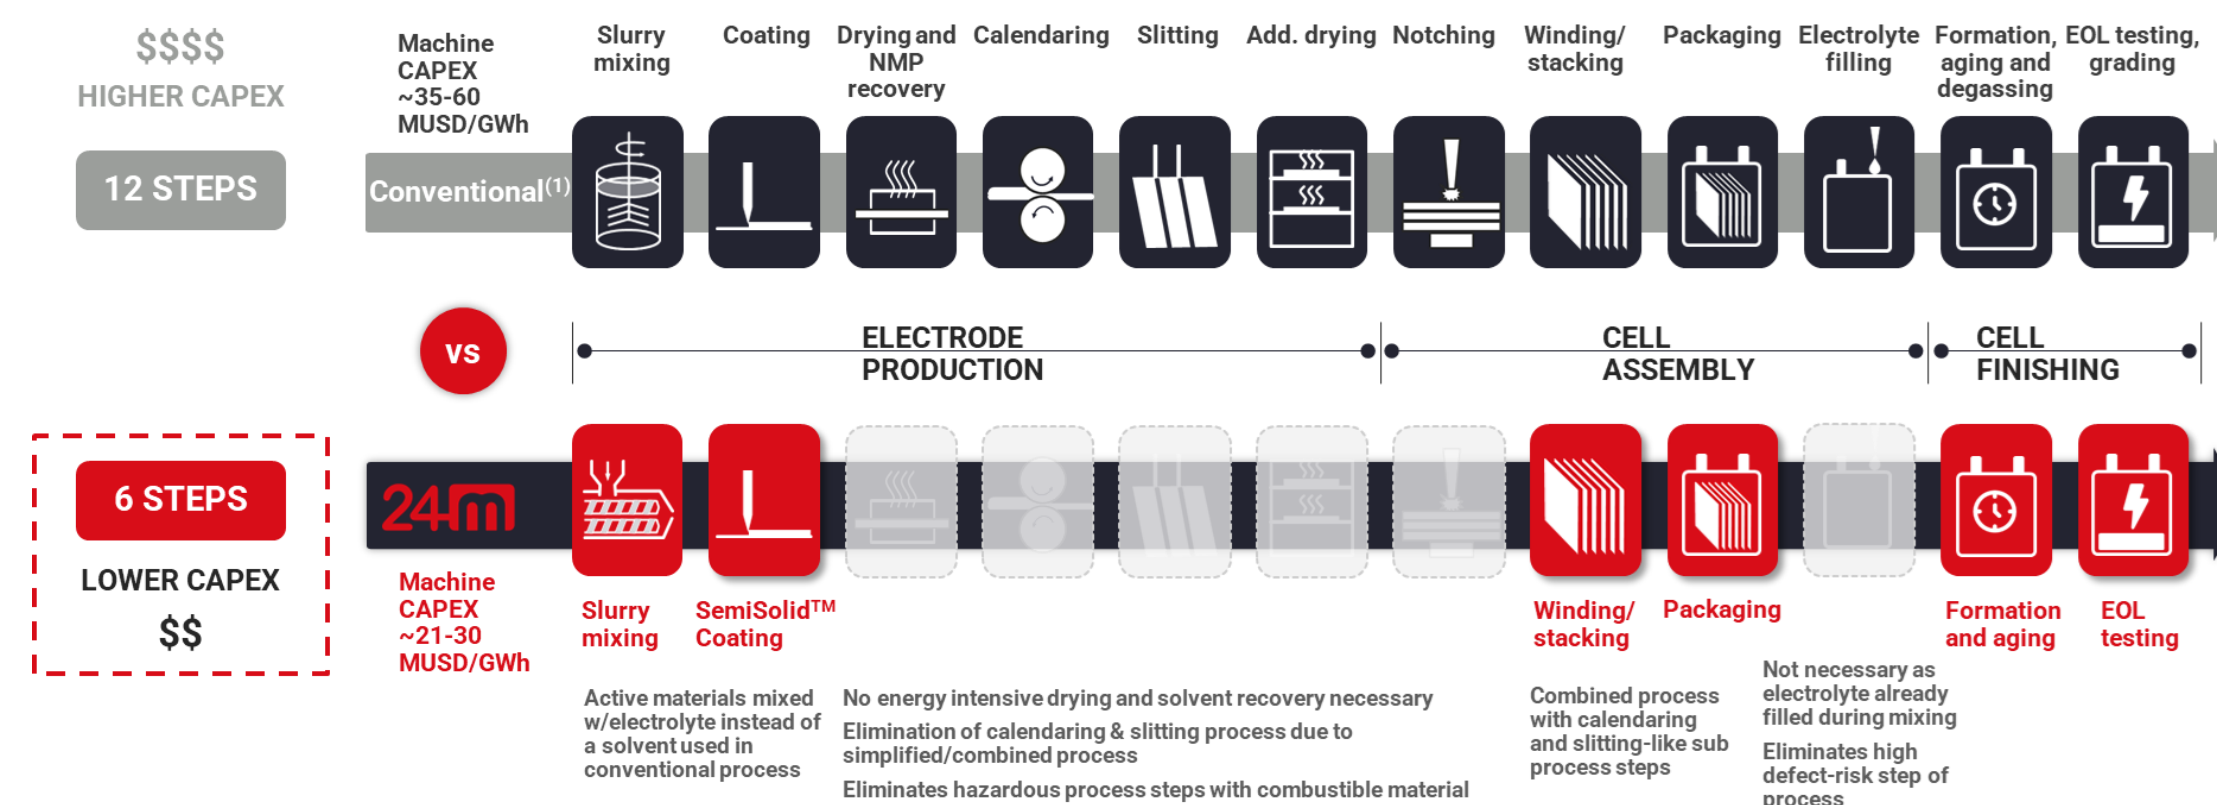 $$$$
HIGHER CAPEX
12 STEPS
Machine
CAPEX
~35-60
MUSD/GWh
Conventional(1)
Slurry
mixing
Coating
Drying and
NMP
recovery
Calendaring
Slitting
Add. drying
Notching
Winding/
stacking
Packaging
Electrolyte
filling
Formation,
aging and
degassing
EOL testing,
grading
vs
ELECTRODE
PRODUCTION
CELL
ASSEMBLY
CELL
FINISHING
6 STEPS
LOWER CAPEX
$$
24m
Machine
CAPEX
~21-30
MUSD/GWh
Slurry
mixing
SemiSolid™
Coating
Winding/
stacking
Packaging
Formation
and aging
EOL
testing
Active materials mixed
w/electrolyte instead of
a solvent used in
conventional process
No energy intensive drying and solvent recovery necessary
Elimination of calendaring & slitting process due to
simplified/combined process
Eliminates hazardous process steps with combustible material
Combined process
with calendaring
and slitting-like sub
process steps
Not necessary as
electrolyte already
filled during mixing
Eliminates high
defect-risk step of
process